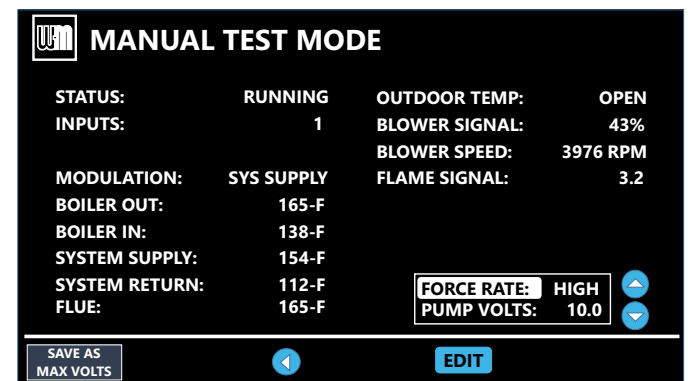 WM MANUAL TEST MODE
STATUS: RUNNING
INPUTS: 1
MODULATION: SYS SUPPLY
BOILER OUT: 165-F
BOILER IN: 138-F
SYSTEM SUPPLY: 154-F
SYSTEM RETURN: 112-F
FLUE: 165-F
OUTDOOR TEMP: OPEN
BLOWER SIGNAL: 43%
BLOWER SPEED: 3976 RPM
FLAME SIGNAL: 3.2
FORCE RATE: HIGH
PUMP VOLTS: 10.0
SAVE AS
MAX VOLTS
EDIT